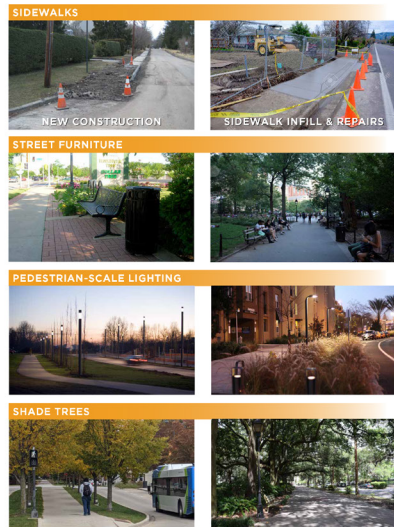 SIDEWALKS
NEW CONSTRUCTION
SIDEWALK INFILL & REPAIRS
STREET FURNITURE
PEDESTRIAN-SCALE LIGHTING
SHADE TREES